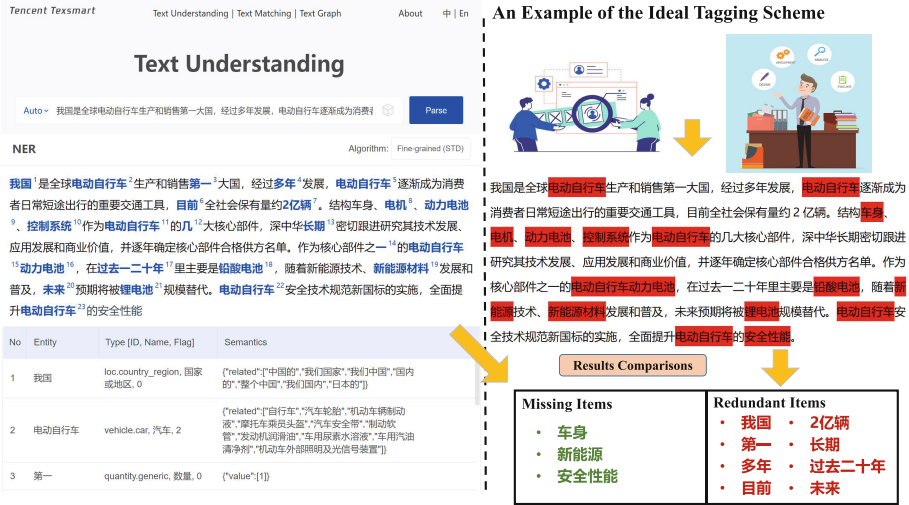 Tencent Texsmart
Text Understanding | Text Matching | Text Graph
About
中 | En
Text Understanding
Auto
我国是全球电动自行车生产和销售第一大国，经过多年发展，电动自行车逐渐成为消费者
Parse
NER
Algorithm:
Fine-grained (STD)
我国1是全球电动自行车2生产和销售第一3大国，经过多年4发展，电动自行车5逐渐成为消费
者日常短途出行的重要交通工具，目前6全社会保有量约2亿辆7。结构车身、电机8、动力电池
9、控制系统10作为电动自行车11的几12大核心部件，深中华长期13密切跟进研究其技术发展、
应用发展和商业价值，并逐年确定核心部件合格供方名单。作为核心部件之一14的电动自行车
15动力电池16，在过去一二十年17里主要是铅酸电池18，随着新能源技术、新能源材料19发展和
普及，未来20预期将被锂电池21规模替代。电动自行车22安全技术规范新国标的实施，全面提
升电动自行车23的安全性能
No Entity Type [ID, Name, Flag] Semantics
1 我国 loc.country_region, 国家或地区, 0 {"related":["中国的","我们国家","我们中国","国内的","整个中国","我们国内","日本的"]}
2 电动自行车 vehicle.car, 汽车, 2 {"related":["自行车","汽车轮胎","机动车辆制动液","摩托车乘员头盔","汽车安全带","制动软管","发动机润滑油","车用尿素水溶液","车用汽油清净剂","机动车外部照明及光信号装置"]}
3 第一 quantity.generic, 数量, 0 {"value":[1]}
An Example of the Ideal Tagging Scheme
DEVELOPMENT
ANALYZE
DESIGN
EVALUATE
我国是全球电动自行车生产和销售第一大国，经过多年发展，电动自行车逐渐成为
消费者日常短途出行的重要交通工具，目前全社会保有量约 2 亿辆。结构车身、
电机、动力电池、控制系统作为电动自行车的几大核心部件，深中华长期密切跟进
研究其技术发展、应用发展和商业价值，并逐年确定核心部件合格供方名单。作为
核心部件之一的电动自行车动力电池，在过去一二十年里主要是铅酸电池，随着新
能源技术、新能源材料发展和普及，未来预期将被锂电池规模替代。电动自行车安
全技术规范新国标的实施，全面提升电动自行车的安全性能。
Results Comparisons
Missing Items
• 车身
• 新能源
• 安全性能
Redundant Items
• 我国 • 2亿辆
• 第一 • 长期
• 多年 • 过去二十年
• 目前 • 未来